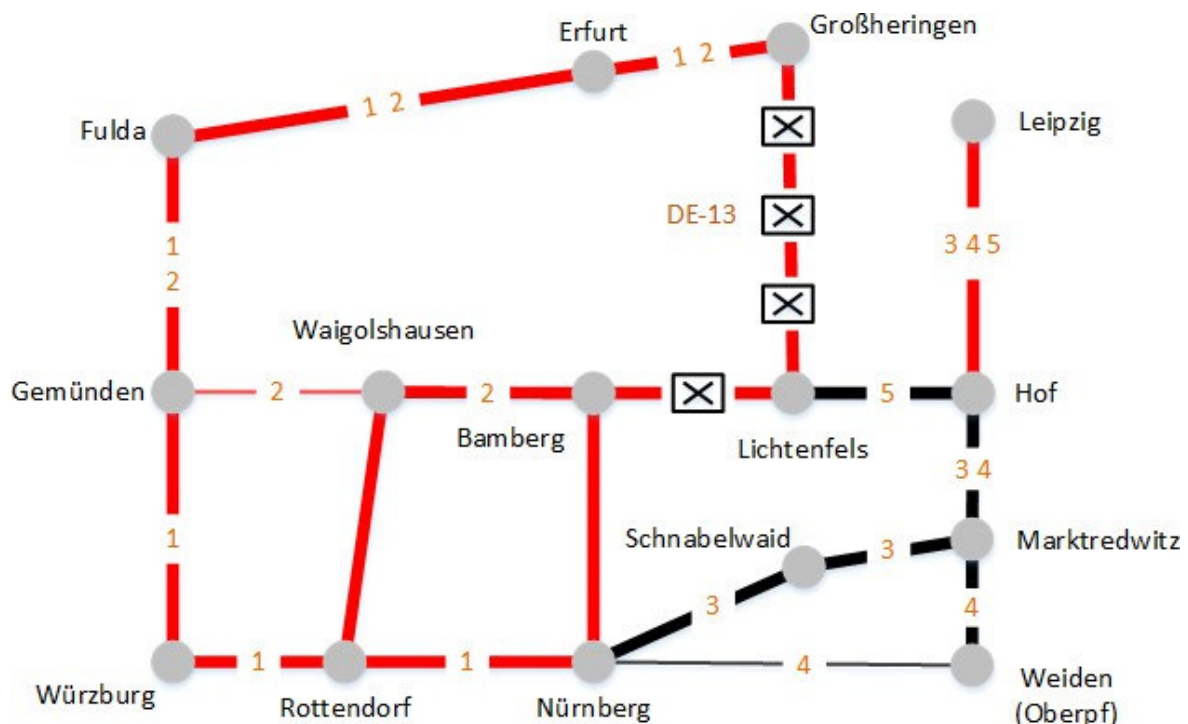 Großheringen
Erfurt
1 2
1 2
Fulda
Leipzig
DE-13
1
2
3 4 5
Waigolshausen
Gemünden
2
2
5
Hof
Bamberg
Lichtenfels
3 4
1
Schnabelwaid
3
Marktredwitz
3
4
1
1
4
Würzburg
Rottendorf
Nürnberg
Weiden
(Oberpf)